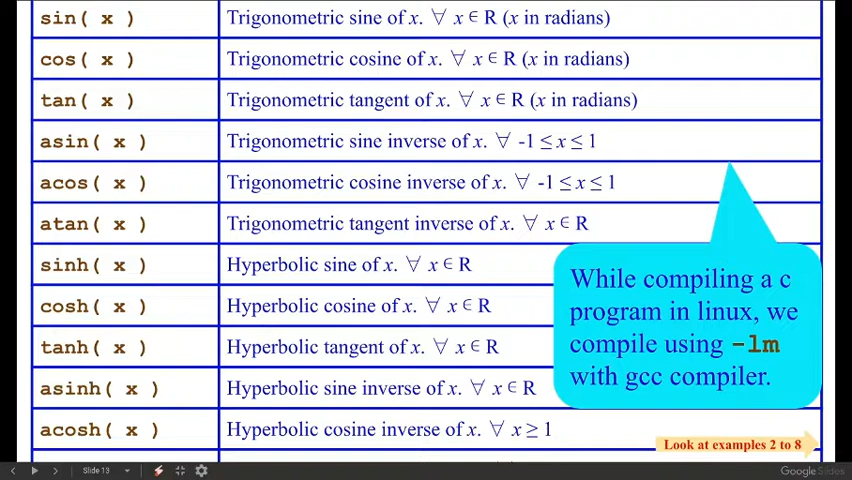 sin( x ) Trigonometric sine of x. ∀ x ∈ R (x in radians)
cos( x ) Trigonometric cosine of x. ∀ x ∈ R (x in radians)
tan( x ) Trigonometric tangent of x. ∀ x ∈ R (x in radians)
asin( x ) Trigonometric sine inverse of x. ∀ -1 ≤ x ≤ 1
acos( x ) Trigonometric cosine inverse of x. ∀ -1 ≤ x ≤ 1
atan( x ) Trigonometric tangent inverse of x. ∀ x ∈ R
sinh( x ) Hyperbolic sine of x. ∀ x ∈ R
cosh( x ) Hyperbolic cosine of x. ∀ x ∈ R
tanh( x ) Hyperbolic tangent of x. ∀ x ∈ R
asinh( x ) Hyperbolic sine inverse of x. ∀ x ∈ R
acosh( x ) Hyperbolic cosine inverse of x. ∀ x ≥ 1
While compiling a c
program in linux, we
compile using -lm
with gcc compiler.
Look at examples 2 to 8
Slide 13
Google Slides